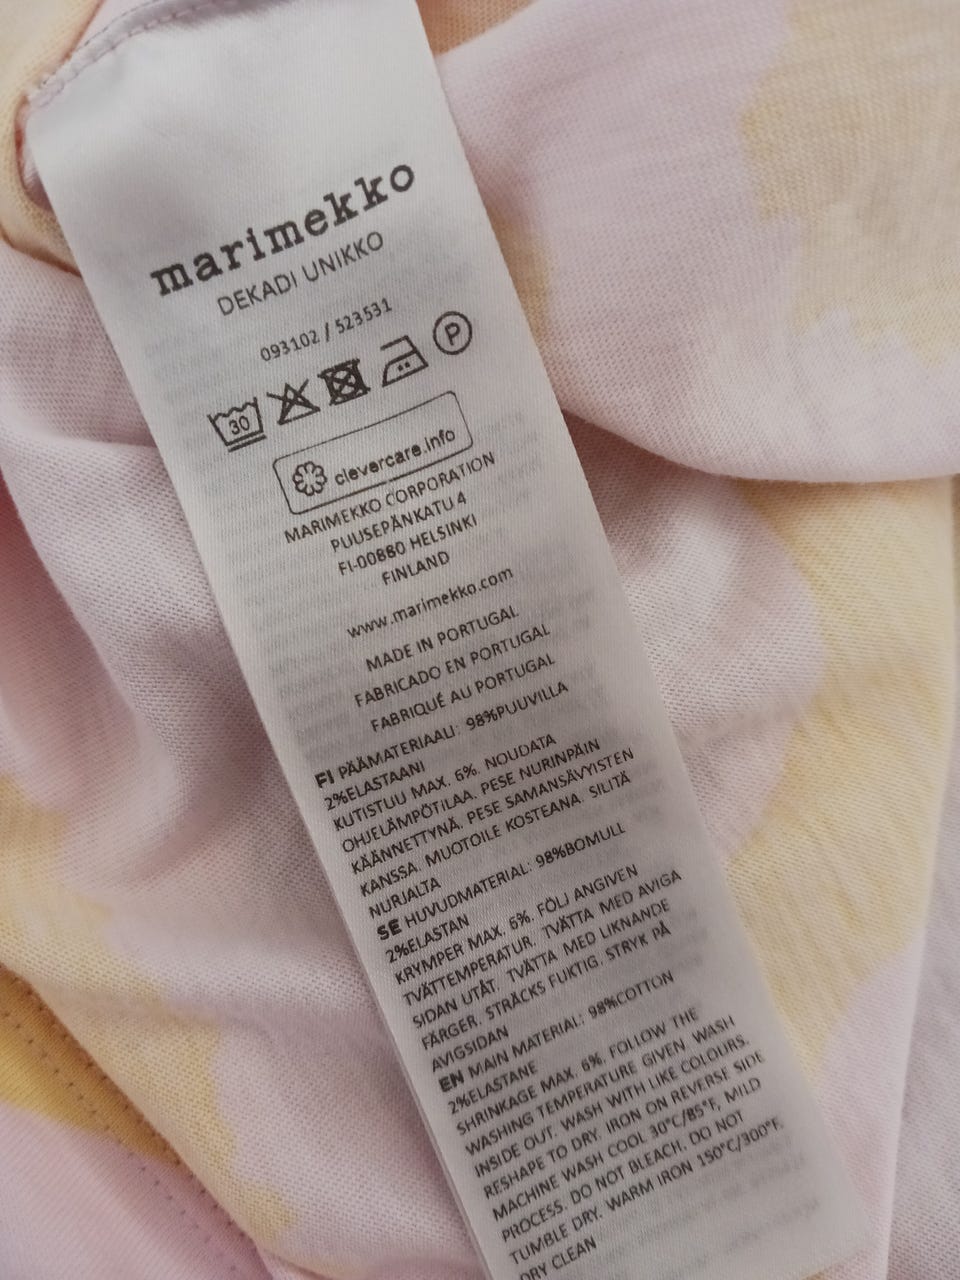 marimekko
DEKADI UNIKKO
093102 / 523531
30 P
clevercare.info
MARIMEKKO CORPORATION
PUUSEPÄNKATU 4
FI-00880 HELSINKI
FINLAND
www.marimekko.com
MADE IN PORTUGAL
FABRICADO EN PORTUGAL
FABRIQUÉ AU PORTUGAL
FI PÄÄMATERIAALI: 98%PUUVILLA
2%ELASTAANI
KUTISTUU MAX. 6%. NOUDATA
OHJELÄMPÖTILAA. PESE NURINPÄIN
KÄÄNNETTYNÄ. PESE SAMANSÄVYISTEN
KANSSA. MUOTOILE KOSTEANA. SILITÄ
NURJALTA
SE HUVUDMATERIAL: 98%BOMULL
2%ELASTAN
KRYMPER MAX. 6%. FÖLJ ANGIVEN
TVÄTTEMPERATUR. TVÄTTA MED AVIGA
SIDAN UTÅT. TVÄTTA MED LIKNANDE
FÄRGER. STRÄCKS FUKTIG. STRYK PÅ
AVIGSIDAN
EN MAIN MATERIAL: 98%COTTON
2%ELASTANE
SHRINKAGE MAX. 6%. FOLLOW THE
WASHING TEMPERATURE GIVEN. WASH
INSIDE OUT. WASH WITH LIKE COLOURS.
RESHAPE TO DRY. IRON ON REVERSE SIDE
MACHINE WASH COOL 30°C/85°F, MILD
PROCESS. DO NOT BLEACH. DO NOT
TUMBLE DRY. WARM IRON 150°C/300°F.
DRY CLEAN